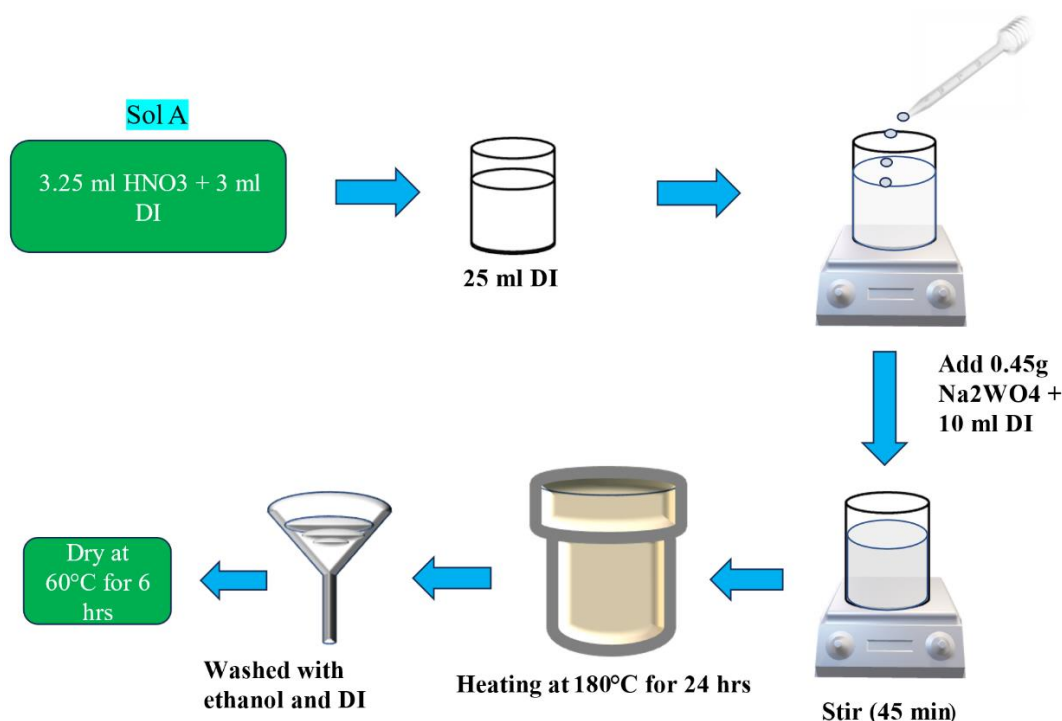 Sol A
3.25 ml HNO3 + 3 ml
DI
25 ml DI
Add 0.45g
Na2WO4 +
10 ml DI
Stir (45 min)
Heating at 180°C for 24 hrs
Washed with
ethanol and DI
Dry at
60°C for 6
hrs